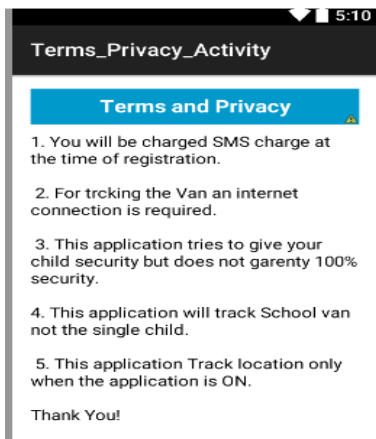 5:10
Terms_Privacy_Activity
Terms and Privacy
1. You will be charged SMS charge at
the time of registration.
2. For trcking the Van an internet
connection is required.
3. This application tries to give your
child security but does not garenty 100%
security.
4. This application will track School van
not the single child.
5. This application Track location only
when the application is ON.
Thank You!